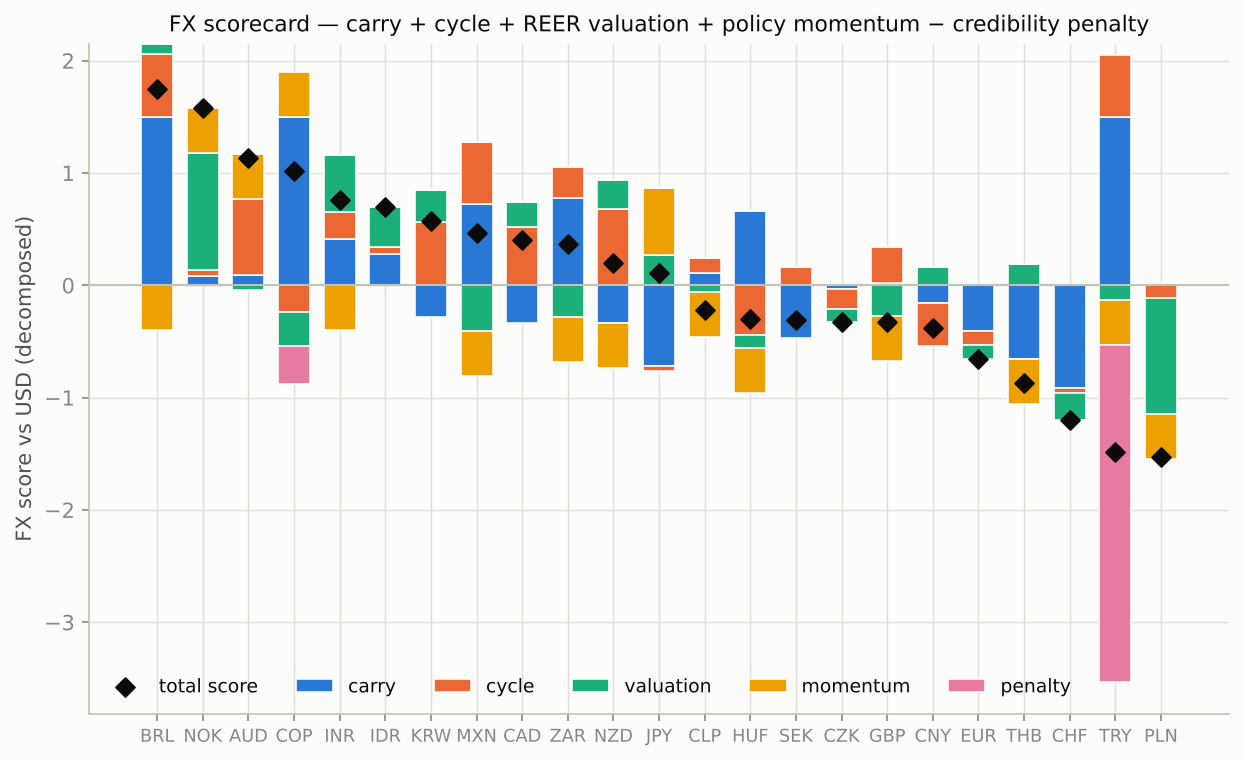 FX scorecard — carry + cycle + REER valuation + policy momentum − credibility penalty
FX score vs USD (decomposed)
2
1
0
−1
−2
−3
total score carry cycle valuation momentum penalty
BRL NOK AUD COP INR IDR KRW MXN CAD ZAR NZD JPY CLP HUF SEK CZK GBP CNY EUR THB CHF TRY PLN